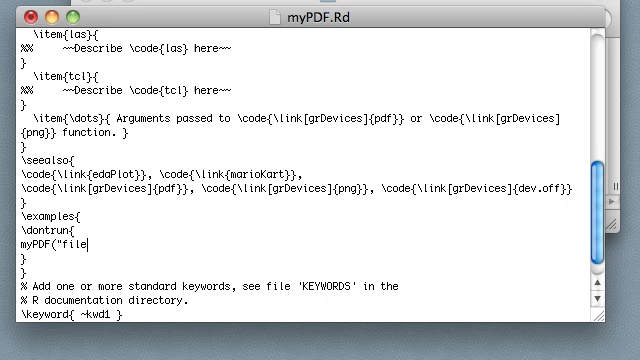 myPDF.Rd
\item{las}{
%% ~~Describe \code{las} here~~
}
\item{tcl}{
%% ~~Describe \code{tcl} here~~
}
\item{\dots}{ Arguments passed to \code{\link[grDevices]{pdf}} or \code{\link[grDevices]
{png}} function. }
}
\seealso{
\code{\link{edaPlot}}, \code{\link{marioKart}},
\code{\link[grDevices]{pdf}}, \code{\link[grDevices]{png}}, \code{\link[grDevices]{dev.off}}
}
\examples{
\dontrun{
myPDF("file
}
}
% Add one or more standard keywords, see file 'KEYWORDS' in the
% R documentation directory.
\keyword{ ~kwd1 }